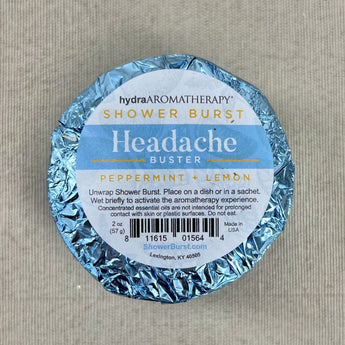 hydraAROMATHERAPY™
SHOWER BURST
Headache
BUSTER
PEPPERMINT + LEMON
Unwrap Shower Burst. Place on a dish or in a sachet.
Wet briefly to activate the aromatherapy experience.
Concentrated essential oils are not intended for prolonged
contact with skin or plastic surfaces. Do not eat.
2 oz
(57 g)
Made in
USA
8 11615 01564 4
ShowerBurst.com
Lexington, KY 40505